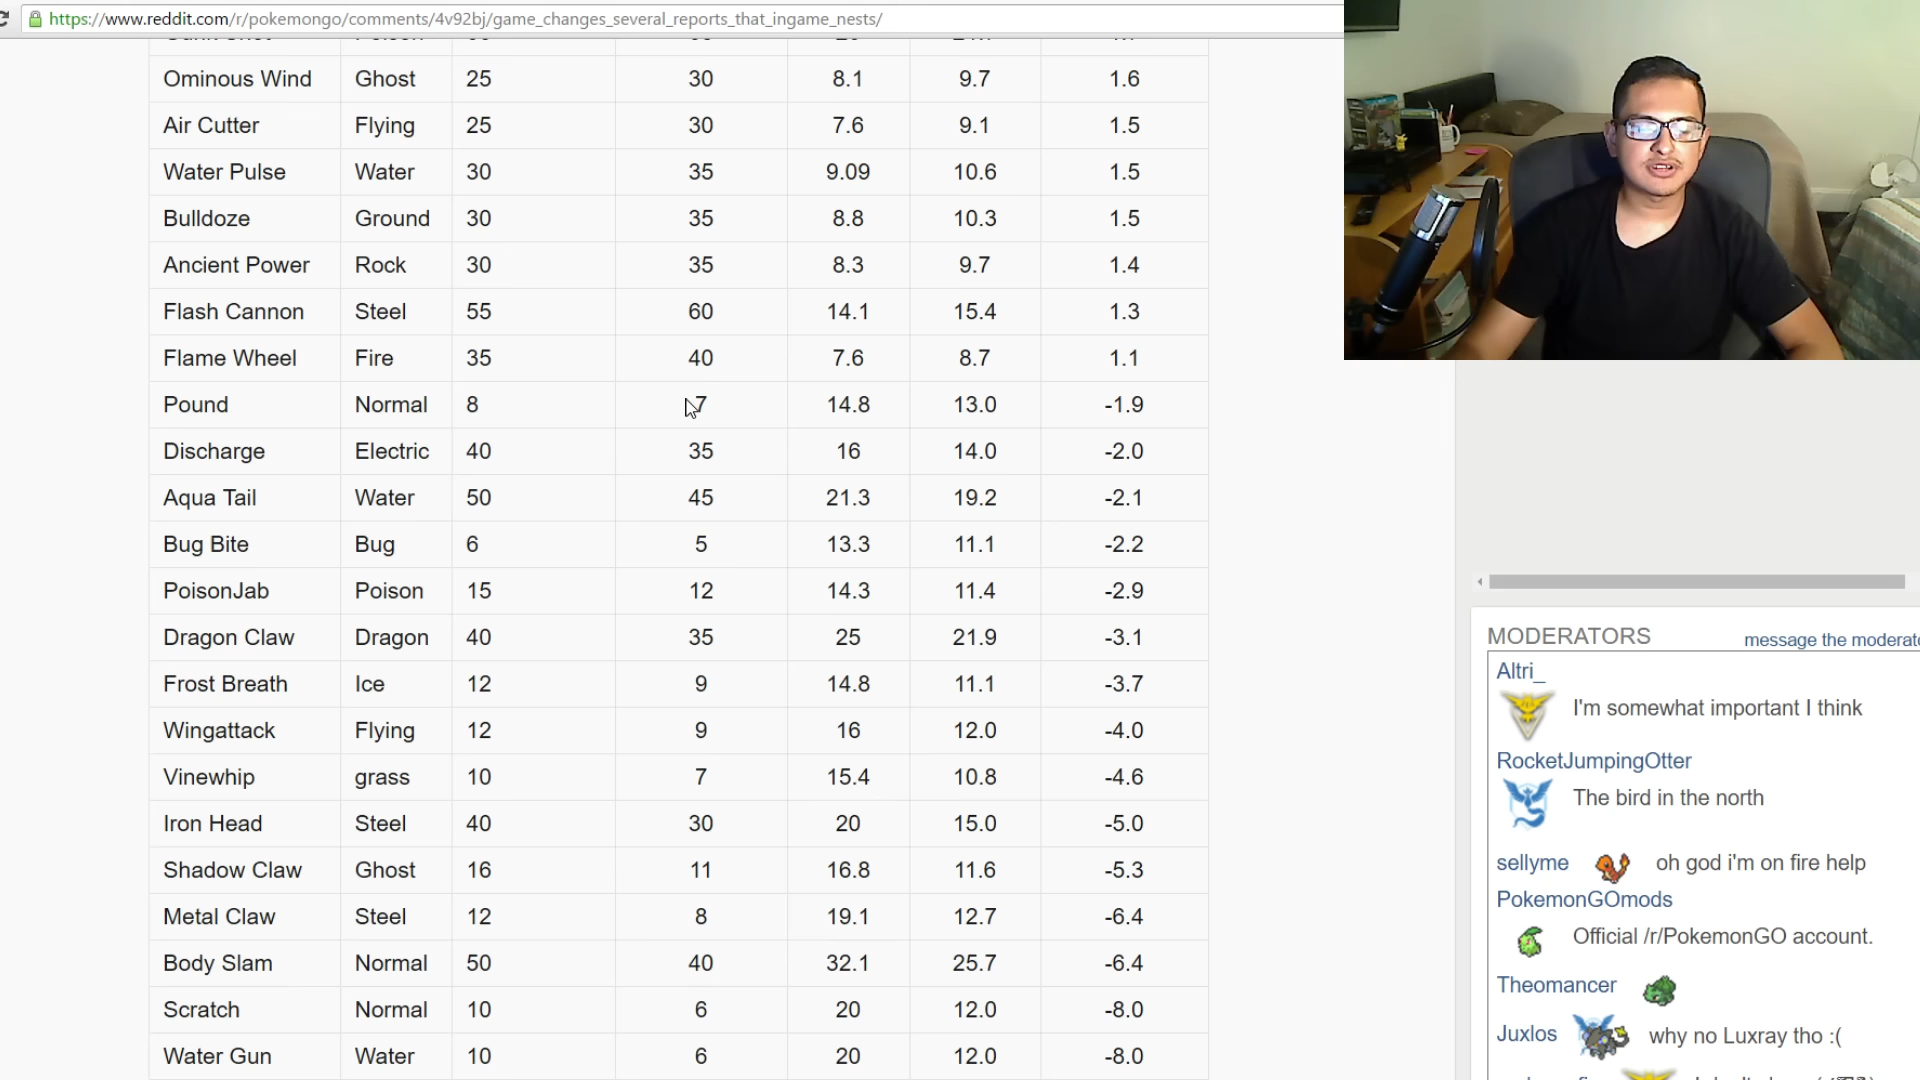 https://www.reddit.com/r/pokemongo/comments/4v92bj/game_changes_several_reports_that_ingame_nests/
Ominous Wind Ghost 25 30 8.1 9.7 1.6
Air Cutter Flying 25 30 7.6 9.1 1.5
Water Pulse Water 30 35 9.09 10.6 1.5
Bulldoze Ground 30 35 8.8 10.3 1.5
Ancient Power Rock 30 35 8.3 9.7 1.4
Flash Cannon Steel 55 60 14.1 15.4 1.3
Flame Wheel Fire 35 40 7.6 8.7 1.1
Pound Normal 8 7 14.8 13.0 -1.9
Discharge Electric 40 35 16 14.0 -2.0
Aqua Tail Water 50 45 21.3 19.2 -2.1
Bug Bite Bug 6 5 13.3 11.1 -2.2
PoisonJab Poison 15 12 14.3 11.4 -2.9
Dragon Claw Dragon 40 35 25 21.9 -3.1
Frost Breath Ice 12 9 14.8 11.1 -3.7
Wingattack Flying 12 9 16 12.0 -4.0
Vinewhip grass 10 7 15.4 10.8 -4.6
Iron Head Steel 40 30 20 15.0 -5.0
Shadow Claw Ghost 16 11 16.8 11.6 -5.3
Metal Claw Steel 12 8 19.1 12.7 -6.4
Body Slam Normal 50 40 32.1 25.7 -6.4
Scratch Normal 10 6 20 12.0 -8.0
Water Gun Water 10 6 20 12.0 -8.0
MODERATORS message the moderato
Altri_
I'm somewhat important I think
RocketJumpingOtter
The bird in the north
sellyme oh god i'm on fire help
PokemonGOmods
Official /r/PokemonGO account.
Theomancer
Juxlos why no Luxray tho :(